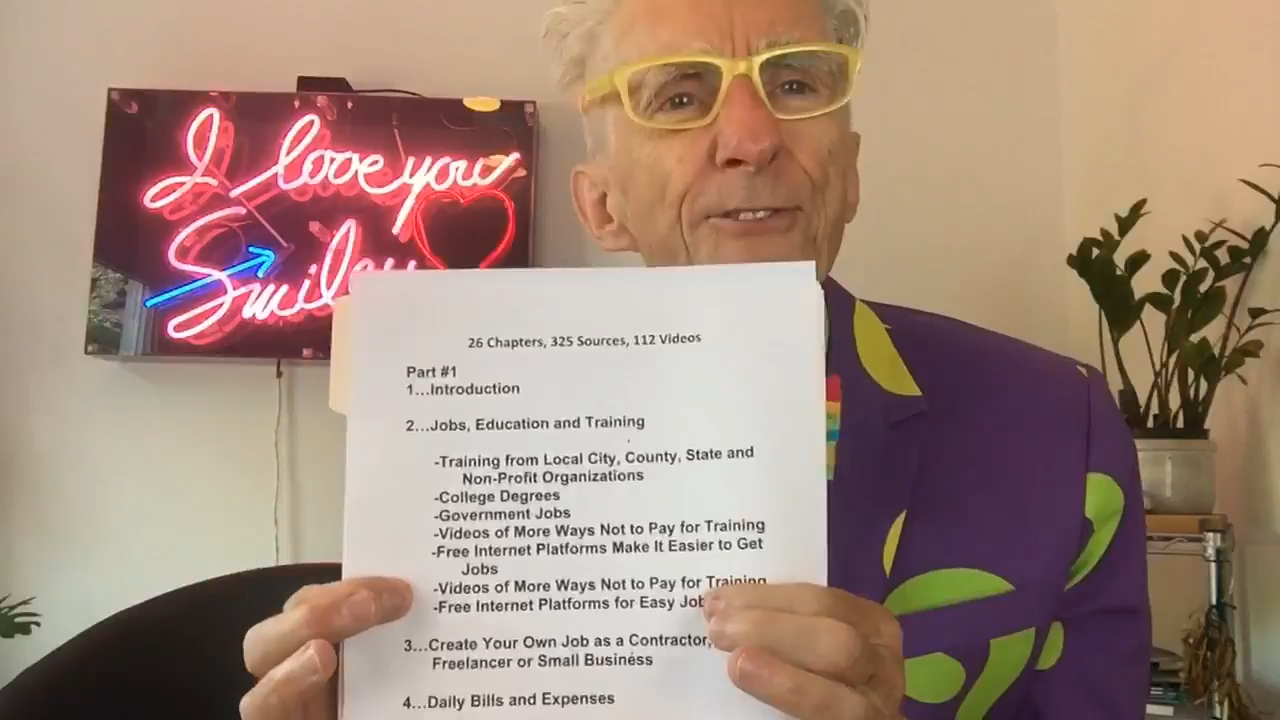 I love you
Smile
26 Chapters, 325 Sources, 112 Videos
Part #1
1...Introduction
2...Jobs, Education and Training
-Training from Local City, County, State and
Non-Profit Organizations
-College Degrees
-Government Jobs
-Videos of More Ways Not to Pay for Training
-Free Internet Platforms Make It Easier to Get
Jobs
-Videos of More Ways Not to Pay for Training
-Free Internet Platforms for Easy
3...Create Your Own Job as a Contractor,
Freelancer or Small Business
4...Daily Bills and Expenses